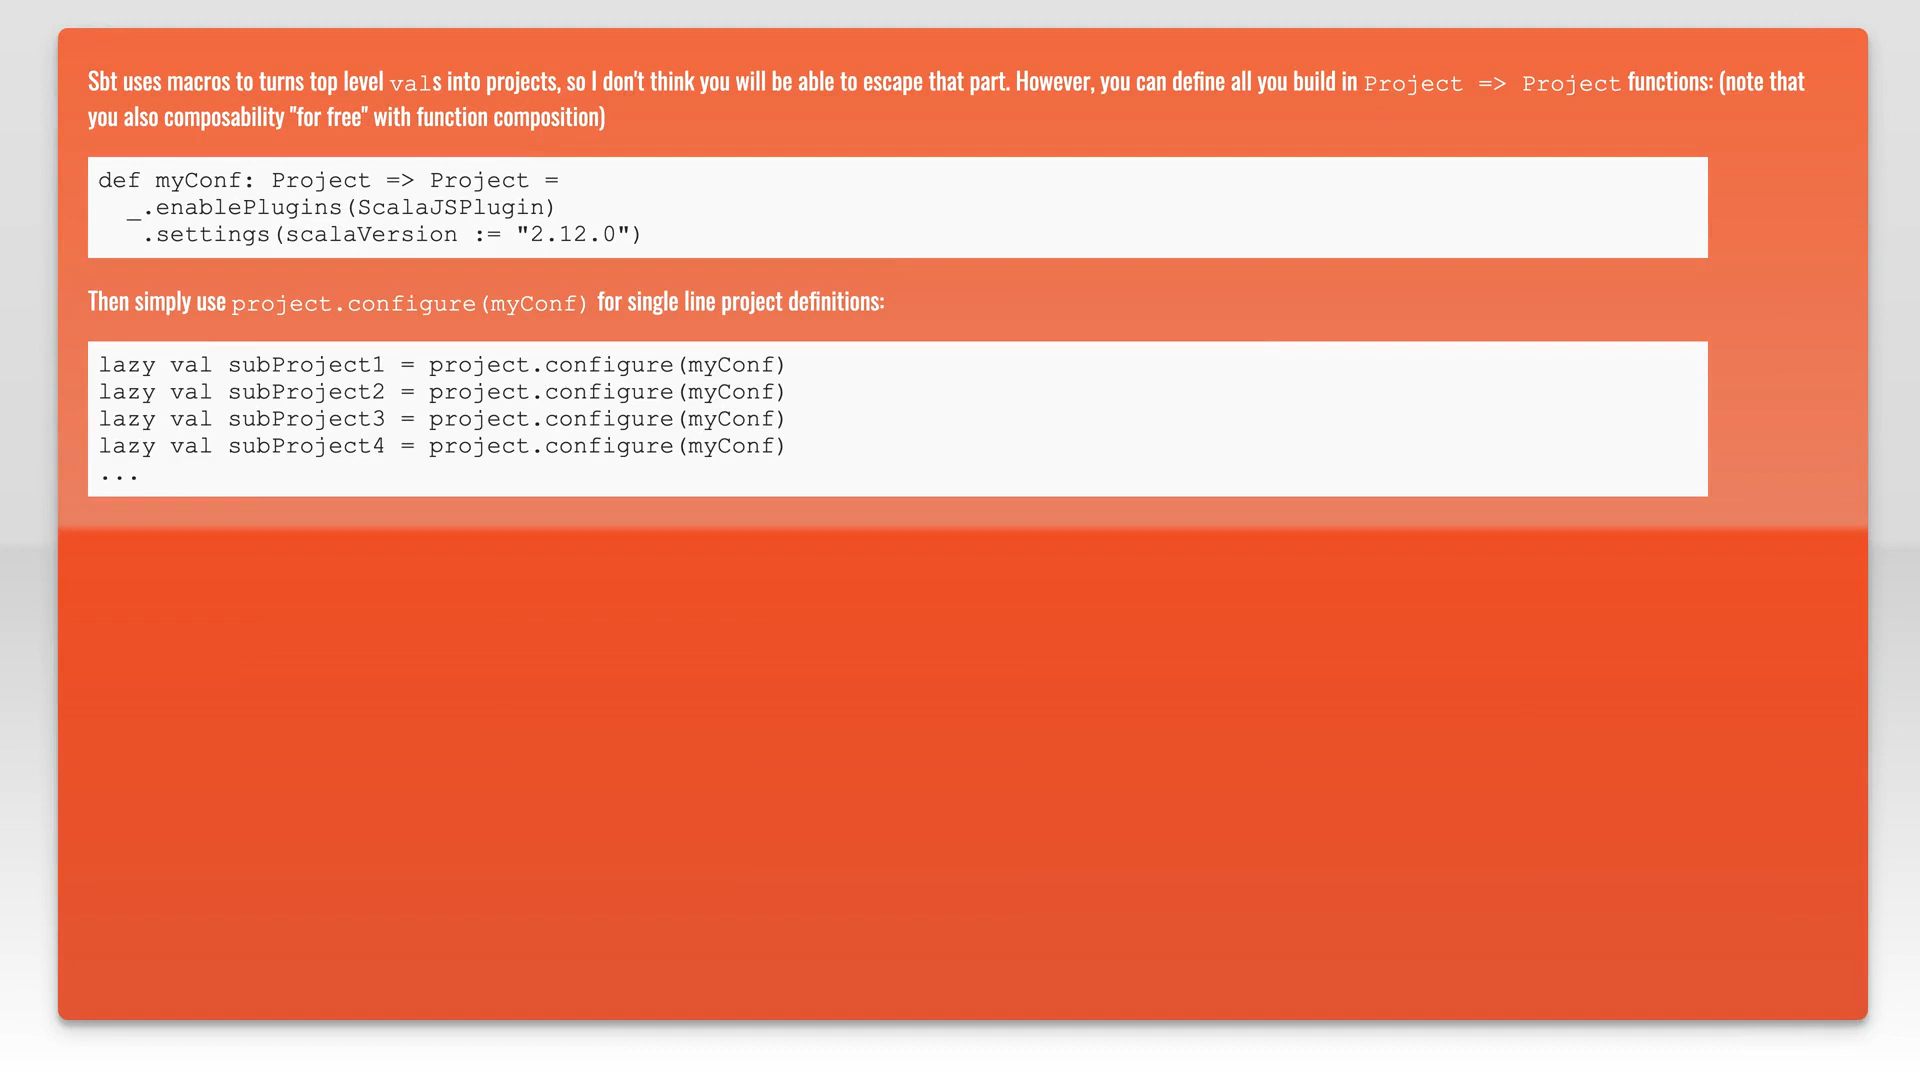 Sbt uses macros to turns top level vals into projects, so I don't think you will be able to escape that part. However, you can define all you build in Project => Project functions: (note that
you also composability "for free" with function composition)
def myConf: Project => Project =
  _.enablePlugins(ScalaJSPlugin)
   .settings(scalaVersion := "2.12.0")
Then simply use project.configure(myConf) for single line project definitions:
lazy val subProject1 = project.configure(myConf)
lazy val subProject2 = project.configure(myConf)
lazy val subProject3 = project.configure(myConf)
lazy val subProject4 = project.configure(myConf)
...